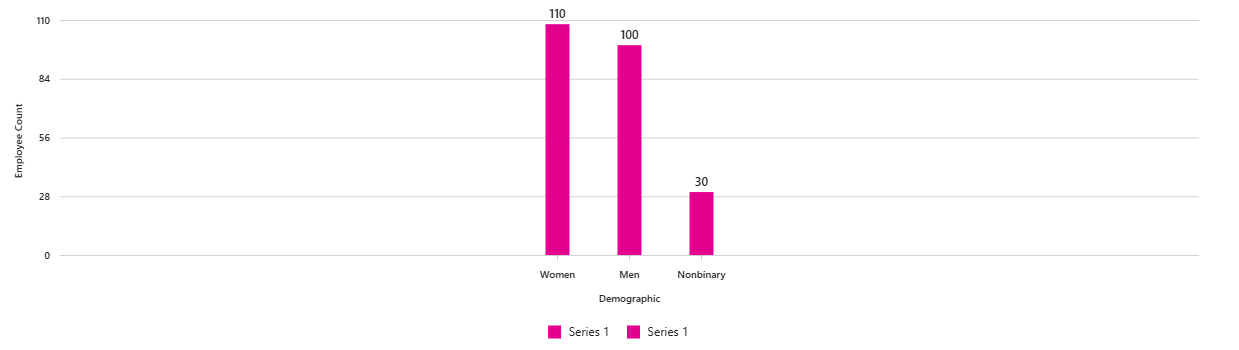 110
84
56
28
0
Employee Count
110
100
30
Women
Men
Nonbinary
Demographic
Series 1 Series 1